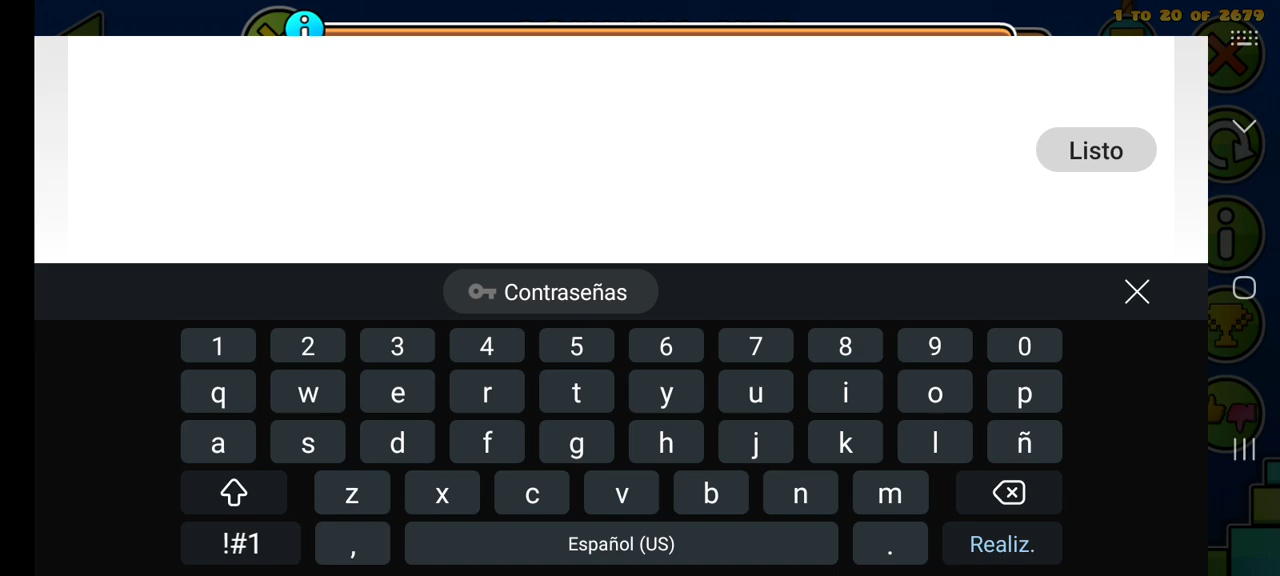 1 TO 20 OF 2679
Listo
Contraseñas
1 2 3 4 5 6 7 8 9 0
q w e r t y u i o p
a s d f g h j k l ñ
z x c v b n m
!#1 , Español (US) . Realiz.